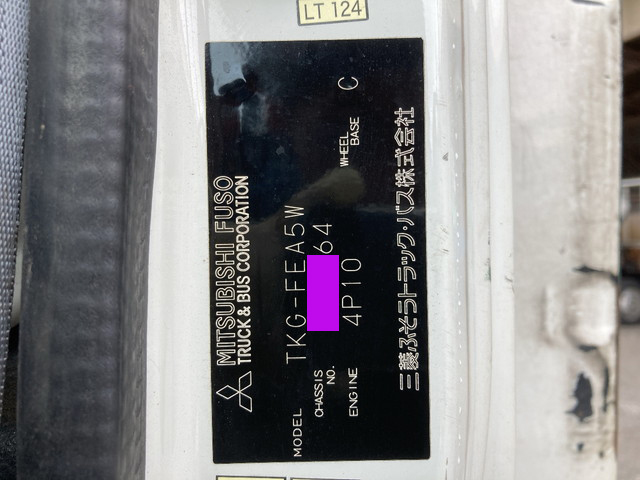 LT 124
MITSUBISHI FUSO
TRUCK & BUS CORPORATION
MODEL TKG-FEA5W
CHASSIS NO. 64
ENGINE 4P10 WHEEL BASE C
三菱ふそうトラック・バス株式会社